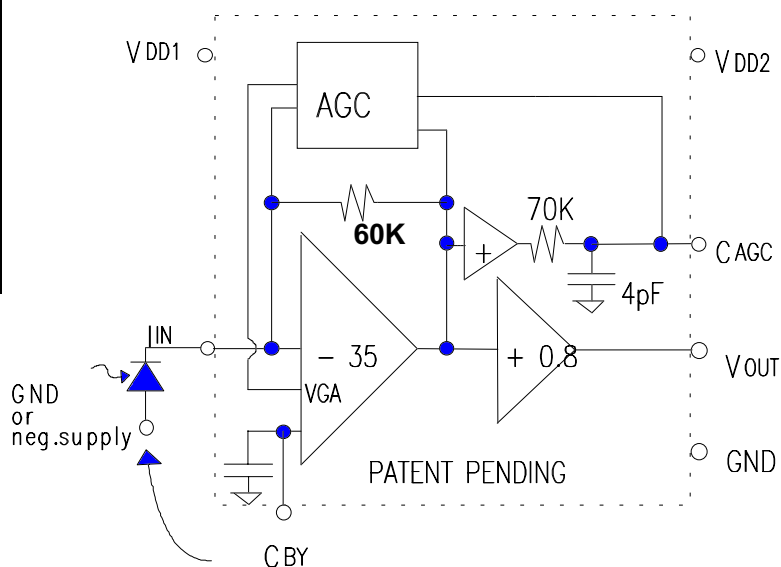 VDD1
VDD2
AGC
60K
70K
+
CAGC
4pF
IIN
- 35
+ 0.8
VOUT
VGA
GND
or
neg.supply
PATENT PENDING
GND
CBY